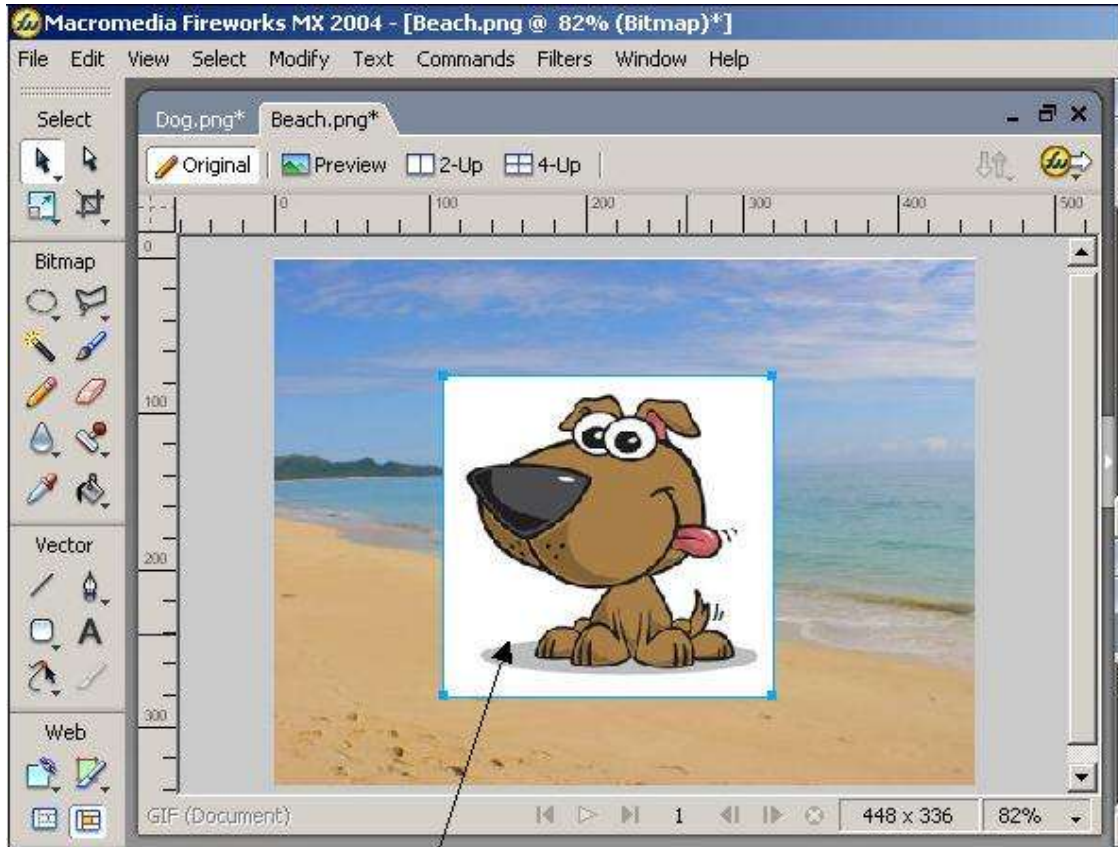 Macromedia Fireworks MX 2004 - [Beach.png @ 82% (Bitmap)*]
File Edit View Select Modify Text Commands Filters Window Help
Select
Dog.png* Beach.png*
Original Preview 2-Up 4-Up
0 100 200 300 400 500
0
Bitmap
100
Vector
200
A
300
Web
GIF (Document) 1 448 x 336 82%